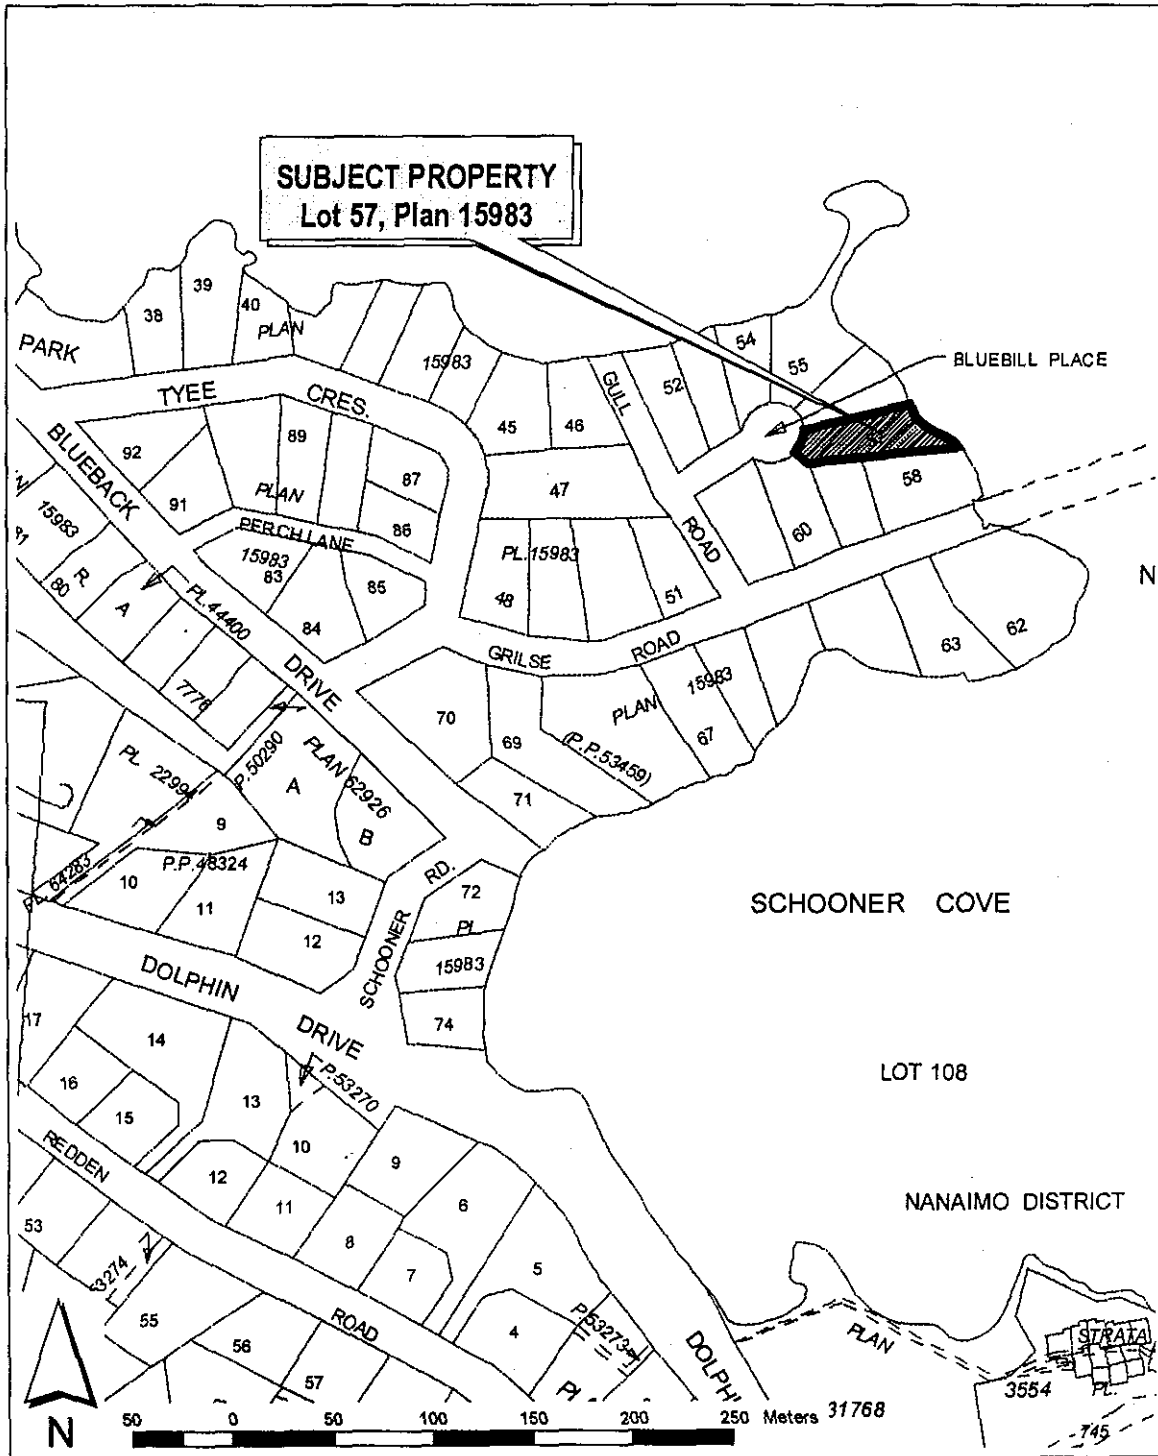 SUBJECT PROPERTY
Lot 57, Plan 15983
38
39
40
PLAN
PARK
TYEE
CRES.
15983
45
46
GULL
ROAD
52
54
55
BLUEBILL PLACE
58
60
47
92
91
89
PLAN
87
86
BLUEBACK
DRIVE
PERCH LANE
15983
83
84
85
PL. 15983
48
51
GRILSE
ROAD
62
63
N
15983
80
R.
A
PL.44400
7776
70
69
71
PLAN
15983
67
(P.P.53459)
PL. 22994
P.50290
PLAN 62926
A
B
9
P.P.48324
10
11
13
12
PL. 64283
SCHOONER
RD.
72
PL
15983
74
SCHOONER COVE
LOT 108
NANAIMO DISTRICT
DOLPHIN
DRIVE
P.53270
17
14
16
15
13
12
10
11
9
8
6
7
5
4
REDDEN
ROAD
53
53274
55
56
57
P.53273
DOLPHI
PLAN
31768
STRATA
PL.
3554
745
N
50 0 50 100 150 200 250 Meters